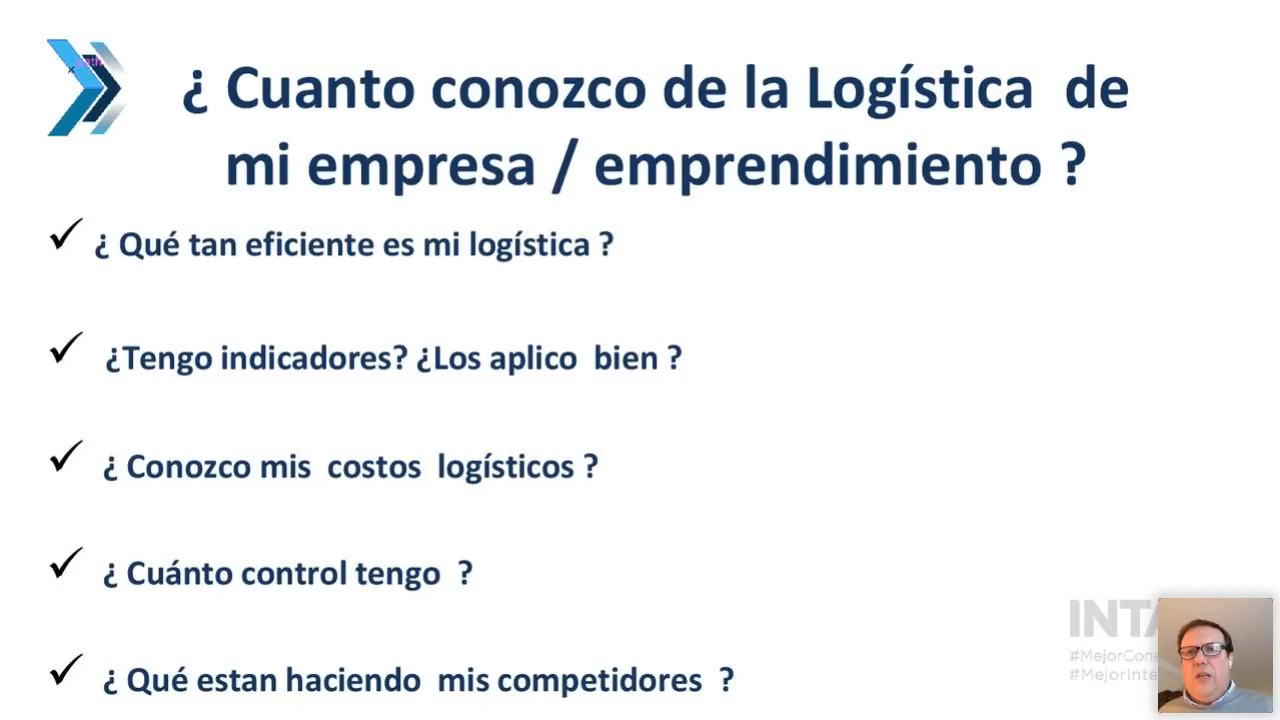 ¿ Cuanto conozco de la Logística de
mi empresa / emprendimiento ?
¿ Qué tan eficiente es mi logística ?
¿Tengo indicadores? ¿Los aplico bien ?
¿ Conozco mis costos logísticos ?
¿ Cuánto control tengo ?
¿ Qué estan haciendo mis competidores ?